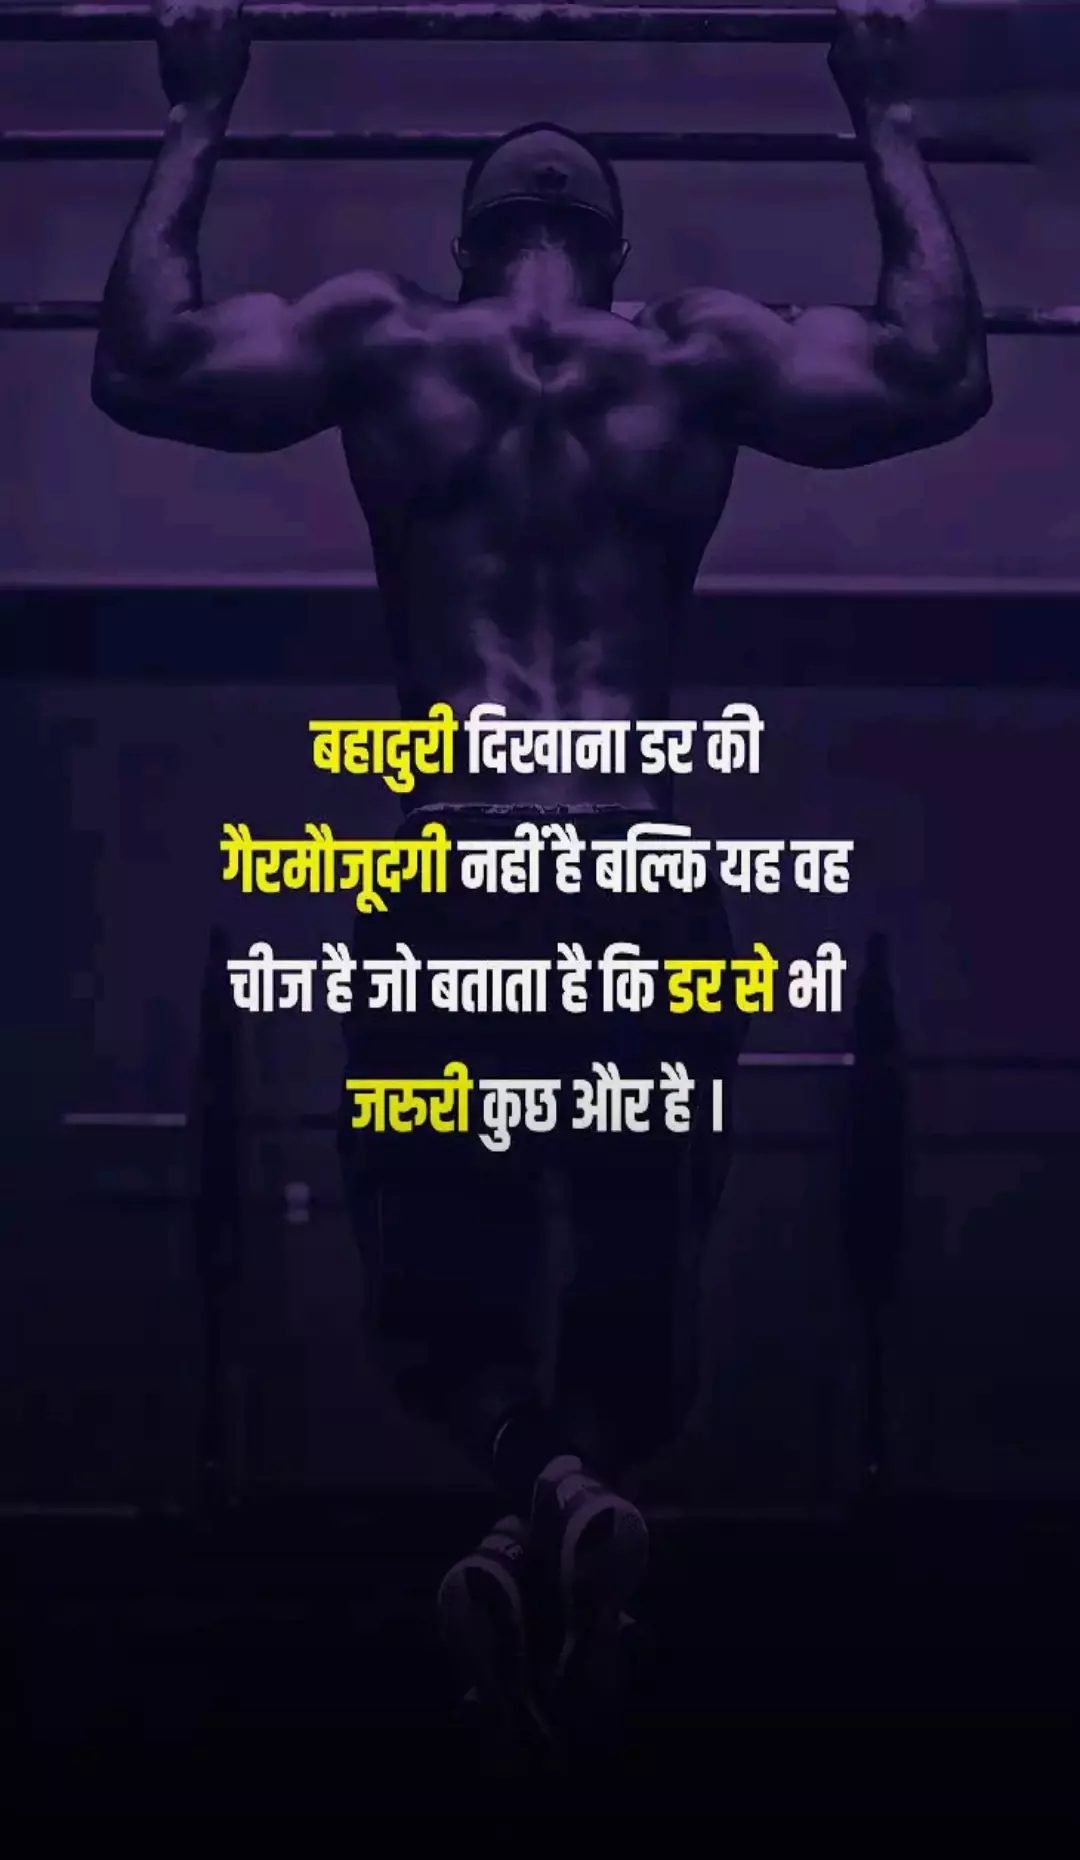 बहादुरी दिखाना डर की
गैरमौजूदगी नहीं है बल्कि यह वह
चीज है जो बताता है कि डर से भी
जरुरी कुछ और है ।